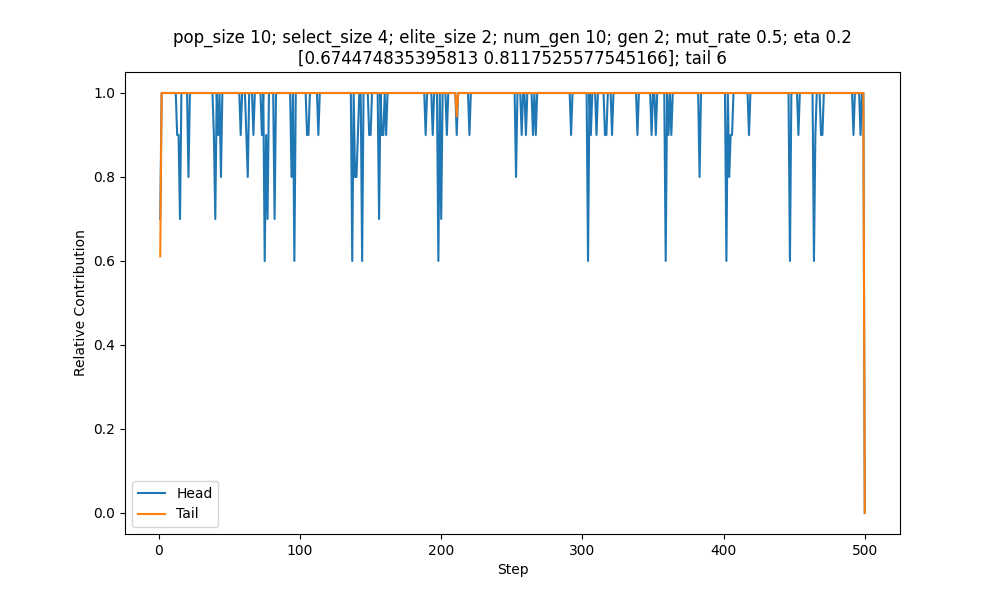 pop_size 10; select_size 4; elite_size 2; num_gen 10; gen 2; mut_rate 0.5; eta 0.2
[0.674474835395813 0.8117525577545166]; tail 6
1.0
0.8
0.6
0.4
0.2
0.0
Relative Contribution
Head
Tail
0
100
200
300
400
500
Step